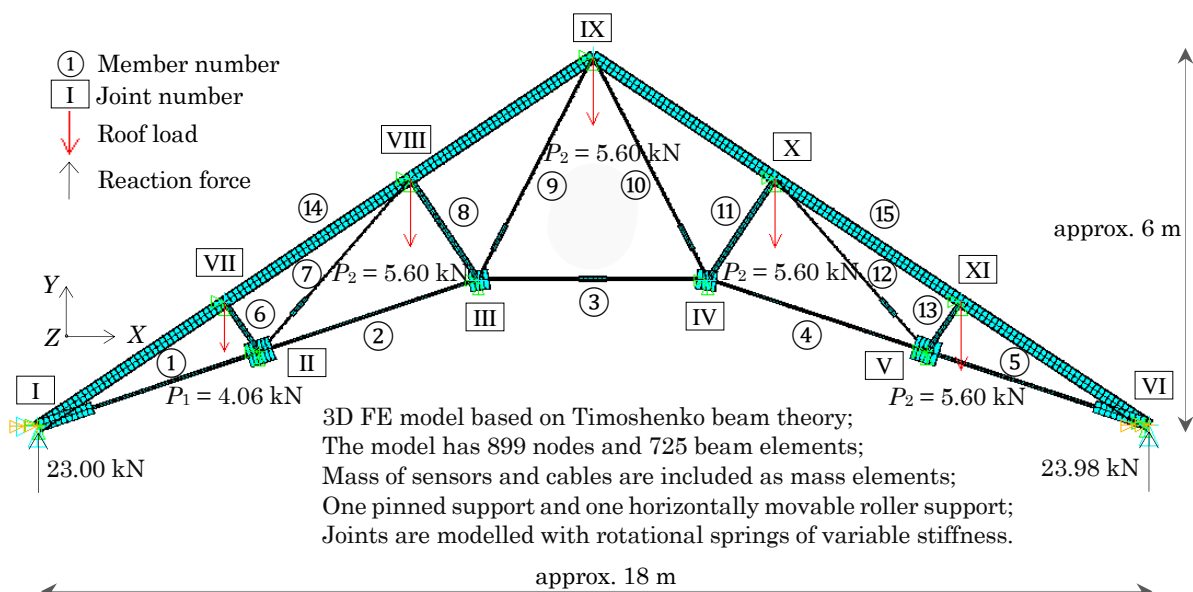 IX
① Member number
I Joint number
Roof load
Reaction force
VIII
X
P₂ = 5.60 kN
⑨
⑩
⑧
⑪
⑭
⑮
approx. 6 m
VII
⑦
P₂ = 5.60 kN
P₂ = 5.60 kN
⑫
XI
Y
Z
X
⑥
③
⑬
III
IV
②
④
①
II
V
⑤
I
P₁ = 4.06 kN
P₂ = 5.60 kN
VI
3D FE model based on Timoshenko beam theory;
The model has 899 nodes and 725 beam elements;
23.00 kN
23.98 kN
Mass of sensors and cables are included as mass elements;
One pinned support and one horizontally movable roller support;
Joints are modelled with rotational springs of variable stiffness.
approx. 18 m